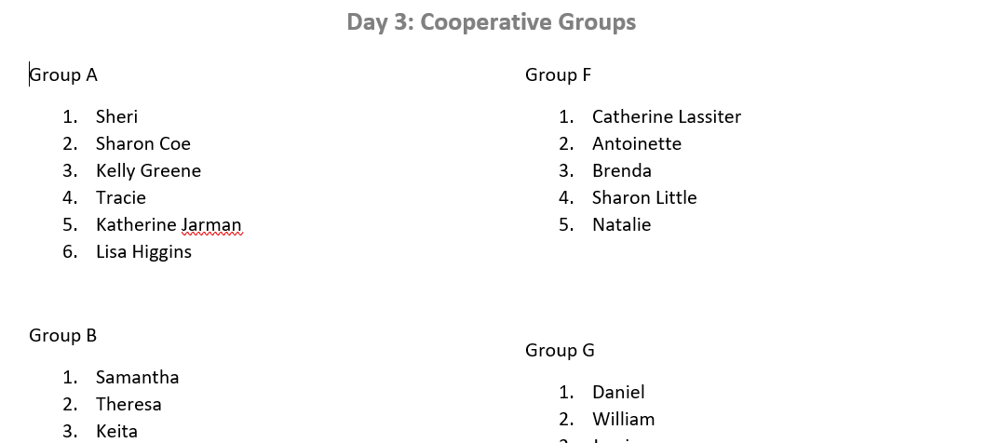 Day 3: Cooperative Groups
Group A
1. Sheri
2. Sharon Coe
3. Kelly Greene
4. Tracie
5. Katherine Jarman
6. Lisa Higgins
Group B
1. Samantha
2. Theresa
3. Keita
Group F
1. Catherine Lassiter
2. Antoinette
3. Brenda
4. Sharon Little
5. Natalie
Group G
1. Daniel
2. William